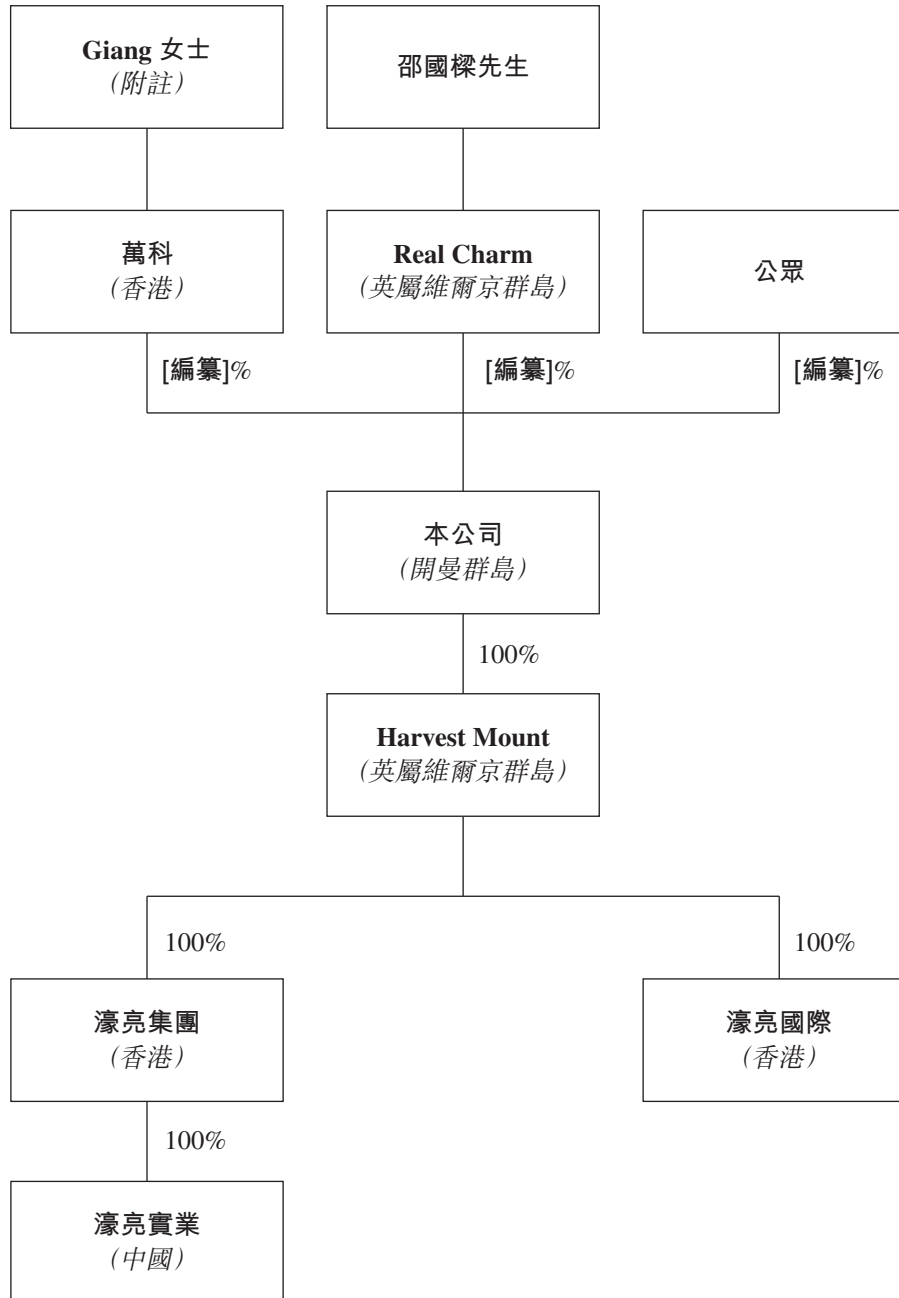 Giang 女士
(附註)
邵國樑先生
萬科
(香港)
Real Charm
(英屬維爾京群島)
公眾
[編纂]%
[編纂]%
[編纂]%
本公司
(開曼群島)
100%
Harvest Mount
(英屬維爾京群島)
100%
100%
濠亮集團
(香港)
濠亮國際
(香港)
100%
濠亮實業
(中國)